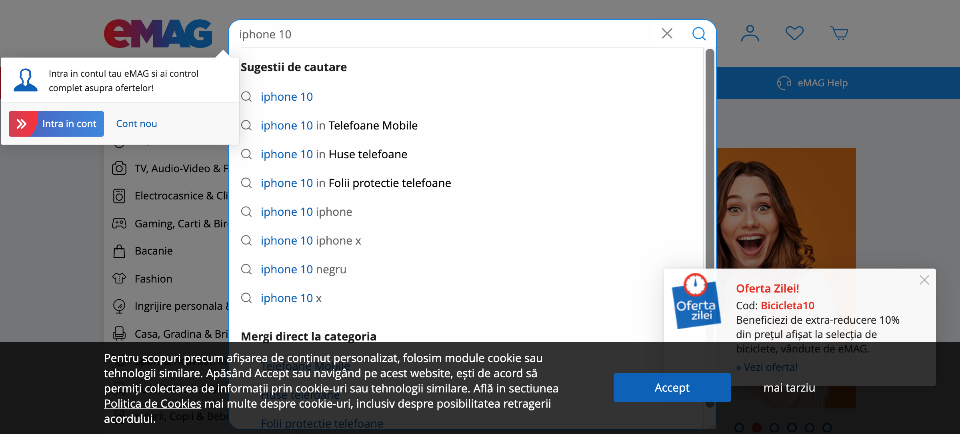 eMAG
iphone 10
Intra in contul tau eMAG si ai control
complet asupra ofertelor!
Intra in cont
Cont nou
eMAG Help
TV, Audio-Video & F
Electrocasnice & Cli
Gaming, Carti & Bir
Bacanie
Fashion
Ingrijire personala &
Casa, Gradina & Bri
Sugestii de cautare
iphone 10
iphone 10 in Telefoane Mobile
iphone 10 in Huse telefoane
iphone 10 in Folii protectie telefoane
iphone 10 iphone
iphone 10 iphone x
iphone 10 negru
iphone 10 x
Mergi direct la categoria
Telefoane Mobile
Huse telefoane
Folii protectie telefoane
Oferta
zilei
Oferta Zilei!
Cod: Bicicleta10
Beneficiezi de extra-reducere 10%
din prețul afișat la selecția de
biciclete, vândute de eMAG.
» Vezi oferta!
Pentru scopuri precum afișarea de conținut personalizat, folosim module cookie sau
tehnologii similare. Apăsând Accept sau navigând pe acest website, ești de acord să
permiți colectarea de informații prin cookie-uri sau tehnologii similare. Află in sectiunea
Politica de Cookies mai multe despre cookie-uri, inclusiv despre posibilitatea retragerii
acordului.
Accept
mai tarziu